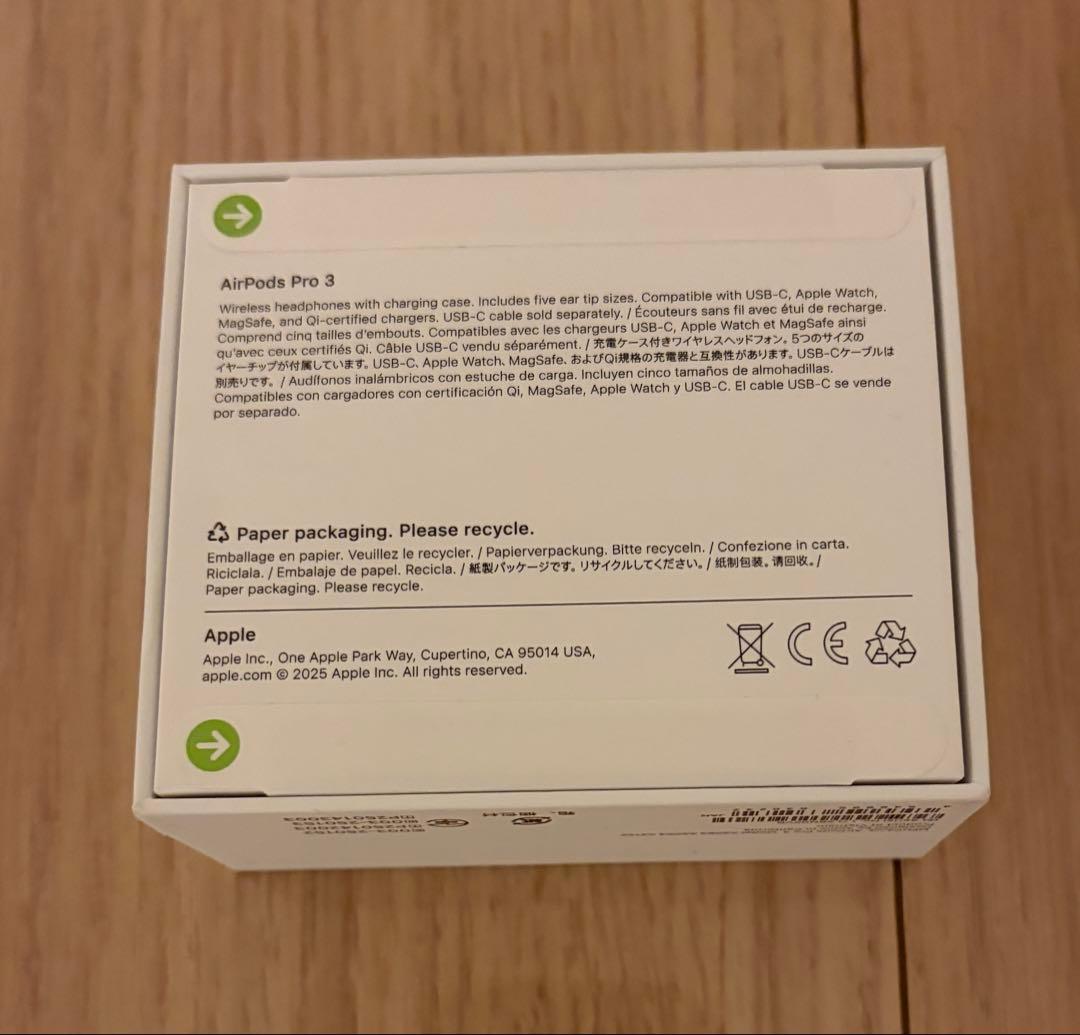 AirPods Pro 3
Wireless headphones with charging case. Includes five ear tip sizes. Compatible with USB-C, Apple Watch,
MagSafe, and Qi-certified chargers. USB-C cable sold separately. / Écouteurs sans fil avec étui de recharge.
Comprend cinq tailles d'embouts. Compatibles avec les chargeurs USB-C, Apple Watch et MagSafe ainsi
qu'avec ceux certifiés Qi. Câble USB-C vendu séparément. / 充電ケース付きワイヤレスヘッドフォン。5つのサイズの
イヤーチップが付属しています。USB-C、Apple Watch、MagSafe、およびQi規格の充電器と互換性があります。USB-Cケーブルは
別売りです。/ Audífonos inalámbricos con estuche de carga. Incluyen cinco tamaños de almohadillas.
Compatibles con cargadores con certificación Qi, MagSafe, Apple Watch y USB-C. El cable USB-C se vende
por separado.
Paper packaging. Please recycle.
Emballage en papier. Veuillez le recycler. / Papierverpackung. Bitte recyceln. / Confezione in carta.
Riciclala. / Embalaje de papel. Recicla. / 紙製パッケージです。リサイクルしてください。/ 纸制包装。请回收。/
Paper packaging. Please recycle.
Apple
Apple Inc., One Apple Park Way, Cupertino, CA 95014 USA,
apple.com © 2025 Apple Inc. All rights reserved.
CE